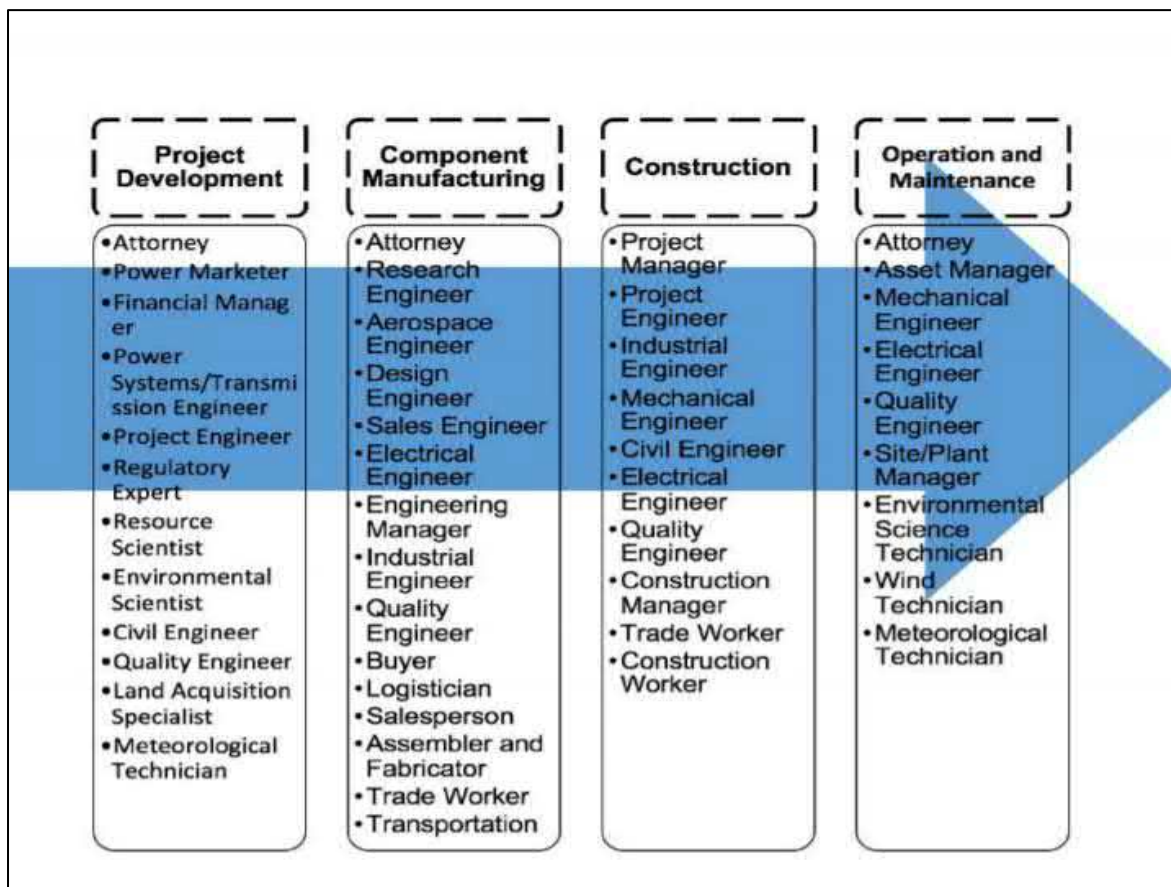 Project
Development
•Attorney
•Power Marketer
•Financial Manag
er
•Power
Systems/Transmi
ssion Engineer
•Project Engineer
•Regulatory
Expert
•Resource
Scientist
•Environmental
Scientist
•Civil Engineer
•Quality Engineer
•Land Acquisition
Specialist
•Meteorological
Technician
Component
Manufacturing
•Attorney
•Research
Engineer
•Aerospace
Engineer
•Design
Engineer
•Sales Engineer
•Electrical
Engineer
•Engineering
Manager
•Industrial
Engineer
•Quality
Engineer
•Buyer
•Logistician
•Salesperson
•Assembler and
Fabricator
•Trade Worker
•Transportation
Construction
•Project
Manager
•Project
Engineer
•Industrial
Engineer
•Mechanical
Engineer
•Civil Engineer
•Electrical
Engineer
•Quality
Engineer
•Construction
Manager
•Trade Worker
•Construction
Worker
Operation and
Maintenance
•Attorney
•Asset Manager
•Mechanical
Engineer
•Electrical
Engineer
•Quality
Engineer
•Site/Plant
Manager
•Environmental
Science
Technician
•Wind
Technician
•Meteorological
Technician